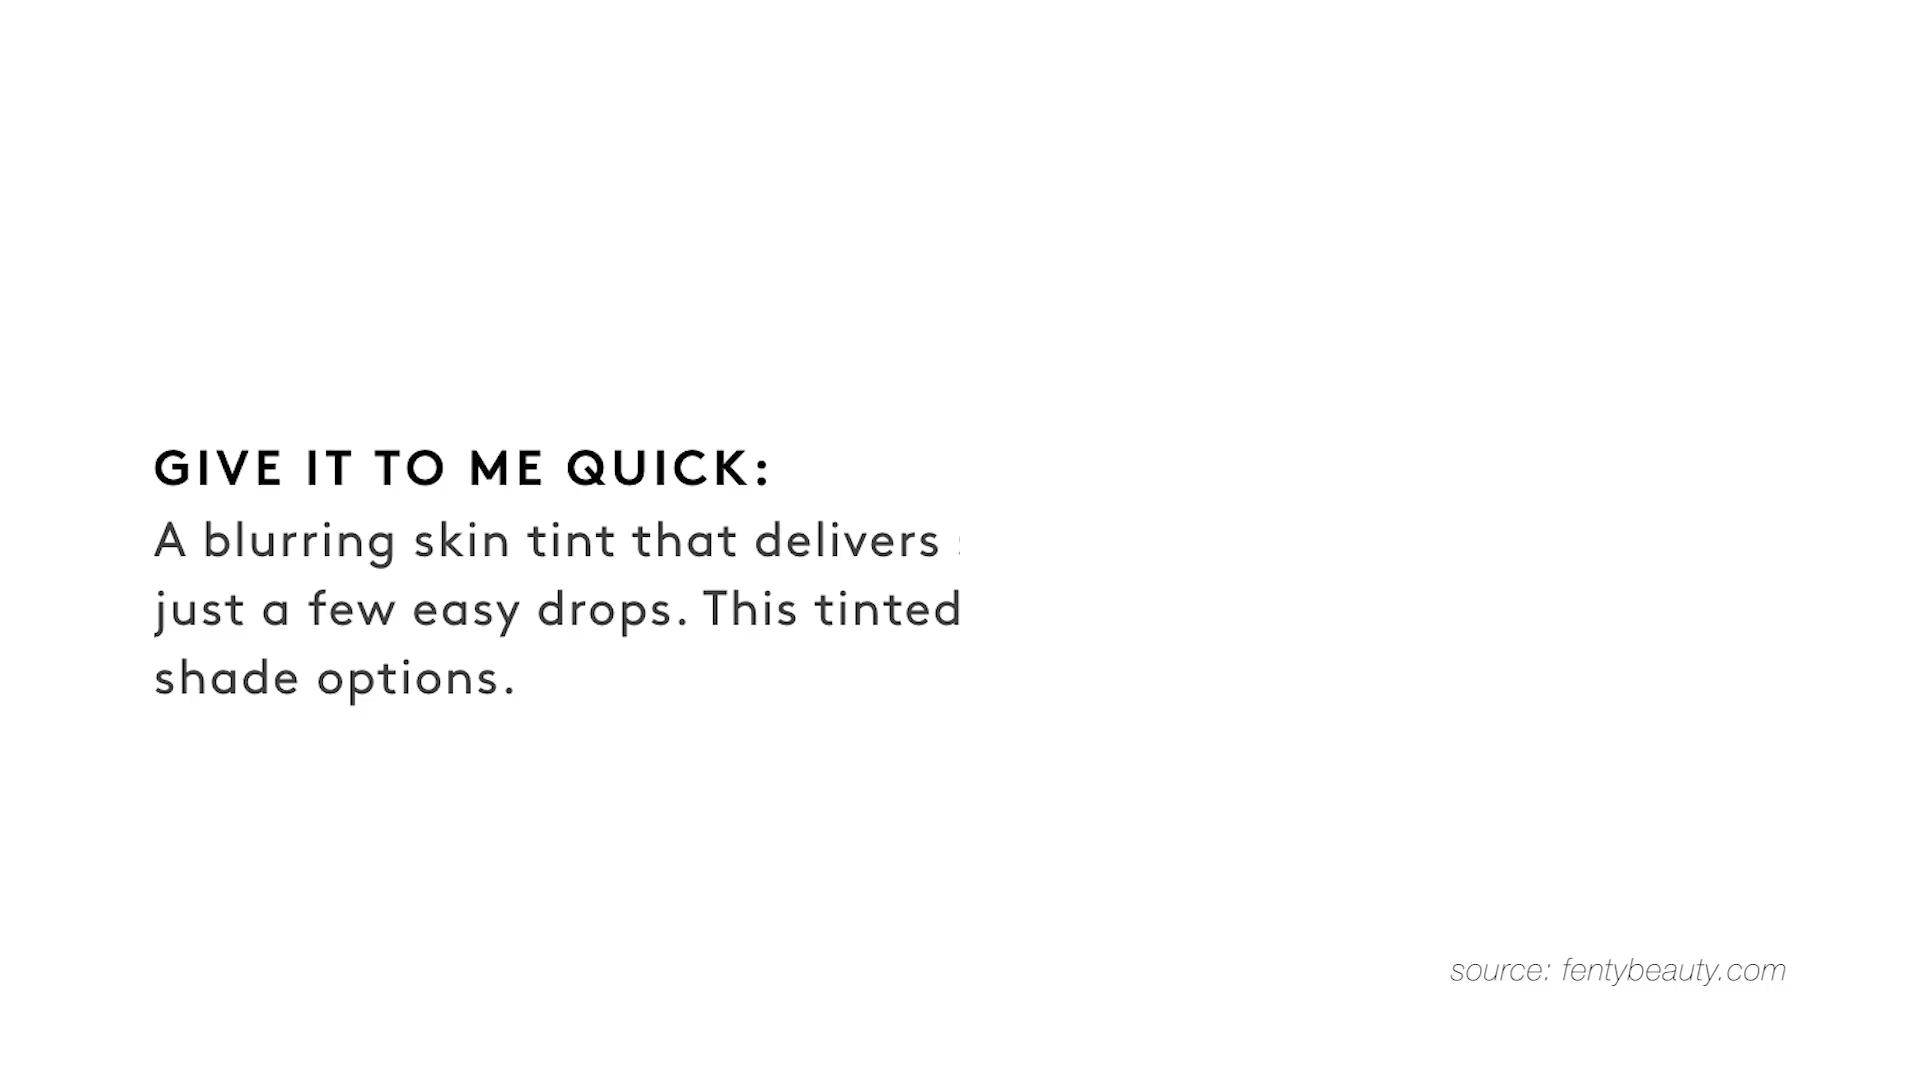 GIVE IT TO ME QUICK:
A blurring skin tint that delivers
just a few easy drops. This tinted
shade options.
source: fentybeauty.com